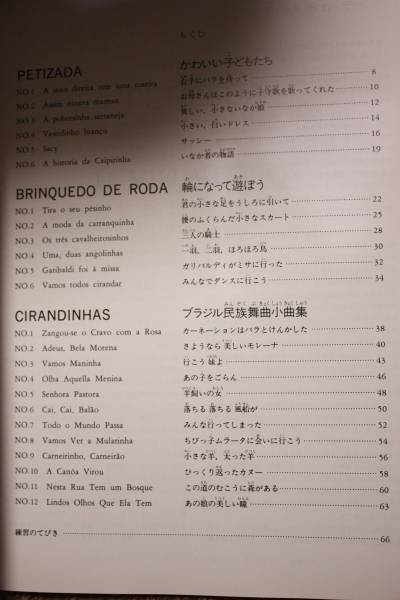 もくじ
PETIZADA かわいい子どもたち
NO.1 A mão direita tem uma roseira 右手にバラを持って 8
NO.2 Assim ninava mamãe お母さんはこのように子守歌を歌ってくれた 10
NO.3 A pobresinha sertaneja 貧しい、小さないなか娘 12
NO.4 Vestidinho branco 小さい、白いドレス 14
NO.5 Sacy サッシー 16
NO.6 A história da Caipirinha いなか者の物語 19
BRINQUEDO DE RODA 輪になって遊ぼう
NO.1 Tira o seu pésinho 君の小さな足をうしろに引いて 22
NO.2 A moda da carranquinha 腰のふくらんだ小さなスカート 25
NO.3 Os três cavalheirosinhos 三人の騎士 28
NO.4 Uma, duas angolinhas 一羽、二羽、ほろほろ鳥 30
NO.5 Garibaldi foi à missa ガリバルディがミサに行った 32
NO.6 Vamos todos cirandar みんなでダンスに行こう 34
CIRANDINHAS ブラジル民族舞曲小曲集
NO.1 Zangou-se o Cravo com a Rosa カーネーションはバラとけんかした 38
NO.2 Adeus, Bela Morena さようなら 美しいモレーナ 40
NO.3 Vamos Maninha 行こう 妹よ 43
NO.4 Olha Aquella Menina あの子をごらん 46
NO.5 Senhora Pastora 羊飼いの女 48
NO.6 Cai, Cai, Balão 落ちる 落ちる 風船が 50
NO.7 Todo o Mundo Passa みんな行ってしまった 52
NO.8 Vamos Ver a Mulatinha ちびっ子ムラータに会いに行こう 54
NO.9 Carneirinho, Carneirão 小さな羊、太った羊 56
NO.10 A Canôa Virou ひっくり返ったカヌー 58
NO.11 Nesta Rua Tem um Bosque この道のむこうに森がある 60
NO.12 Lindos Olhos Que Ela Tem あの娘の美しい瞳 63
練習のてびき 66